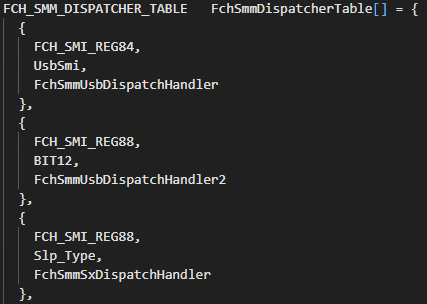 FCH_SMM_DISPATCHER_TABLE   FchSmmDispatcherTable[] = {
  {
    FCH_SMI_REG84,
    UsbSmi,
    FchSmmUsbDispatchHandler
  },
  {
    FCH_SMI_REG88,
    BIT12,
    FchSmmUsbDispatchHandler2
  },
  {
    FCH_SMI_REG88,
    Slp_Type,
    FchSmmSxDispatchHandler
  },